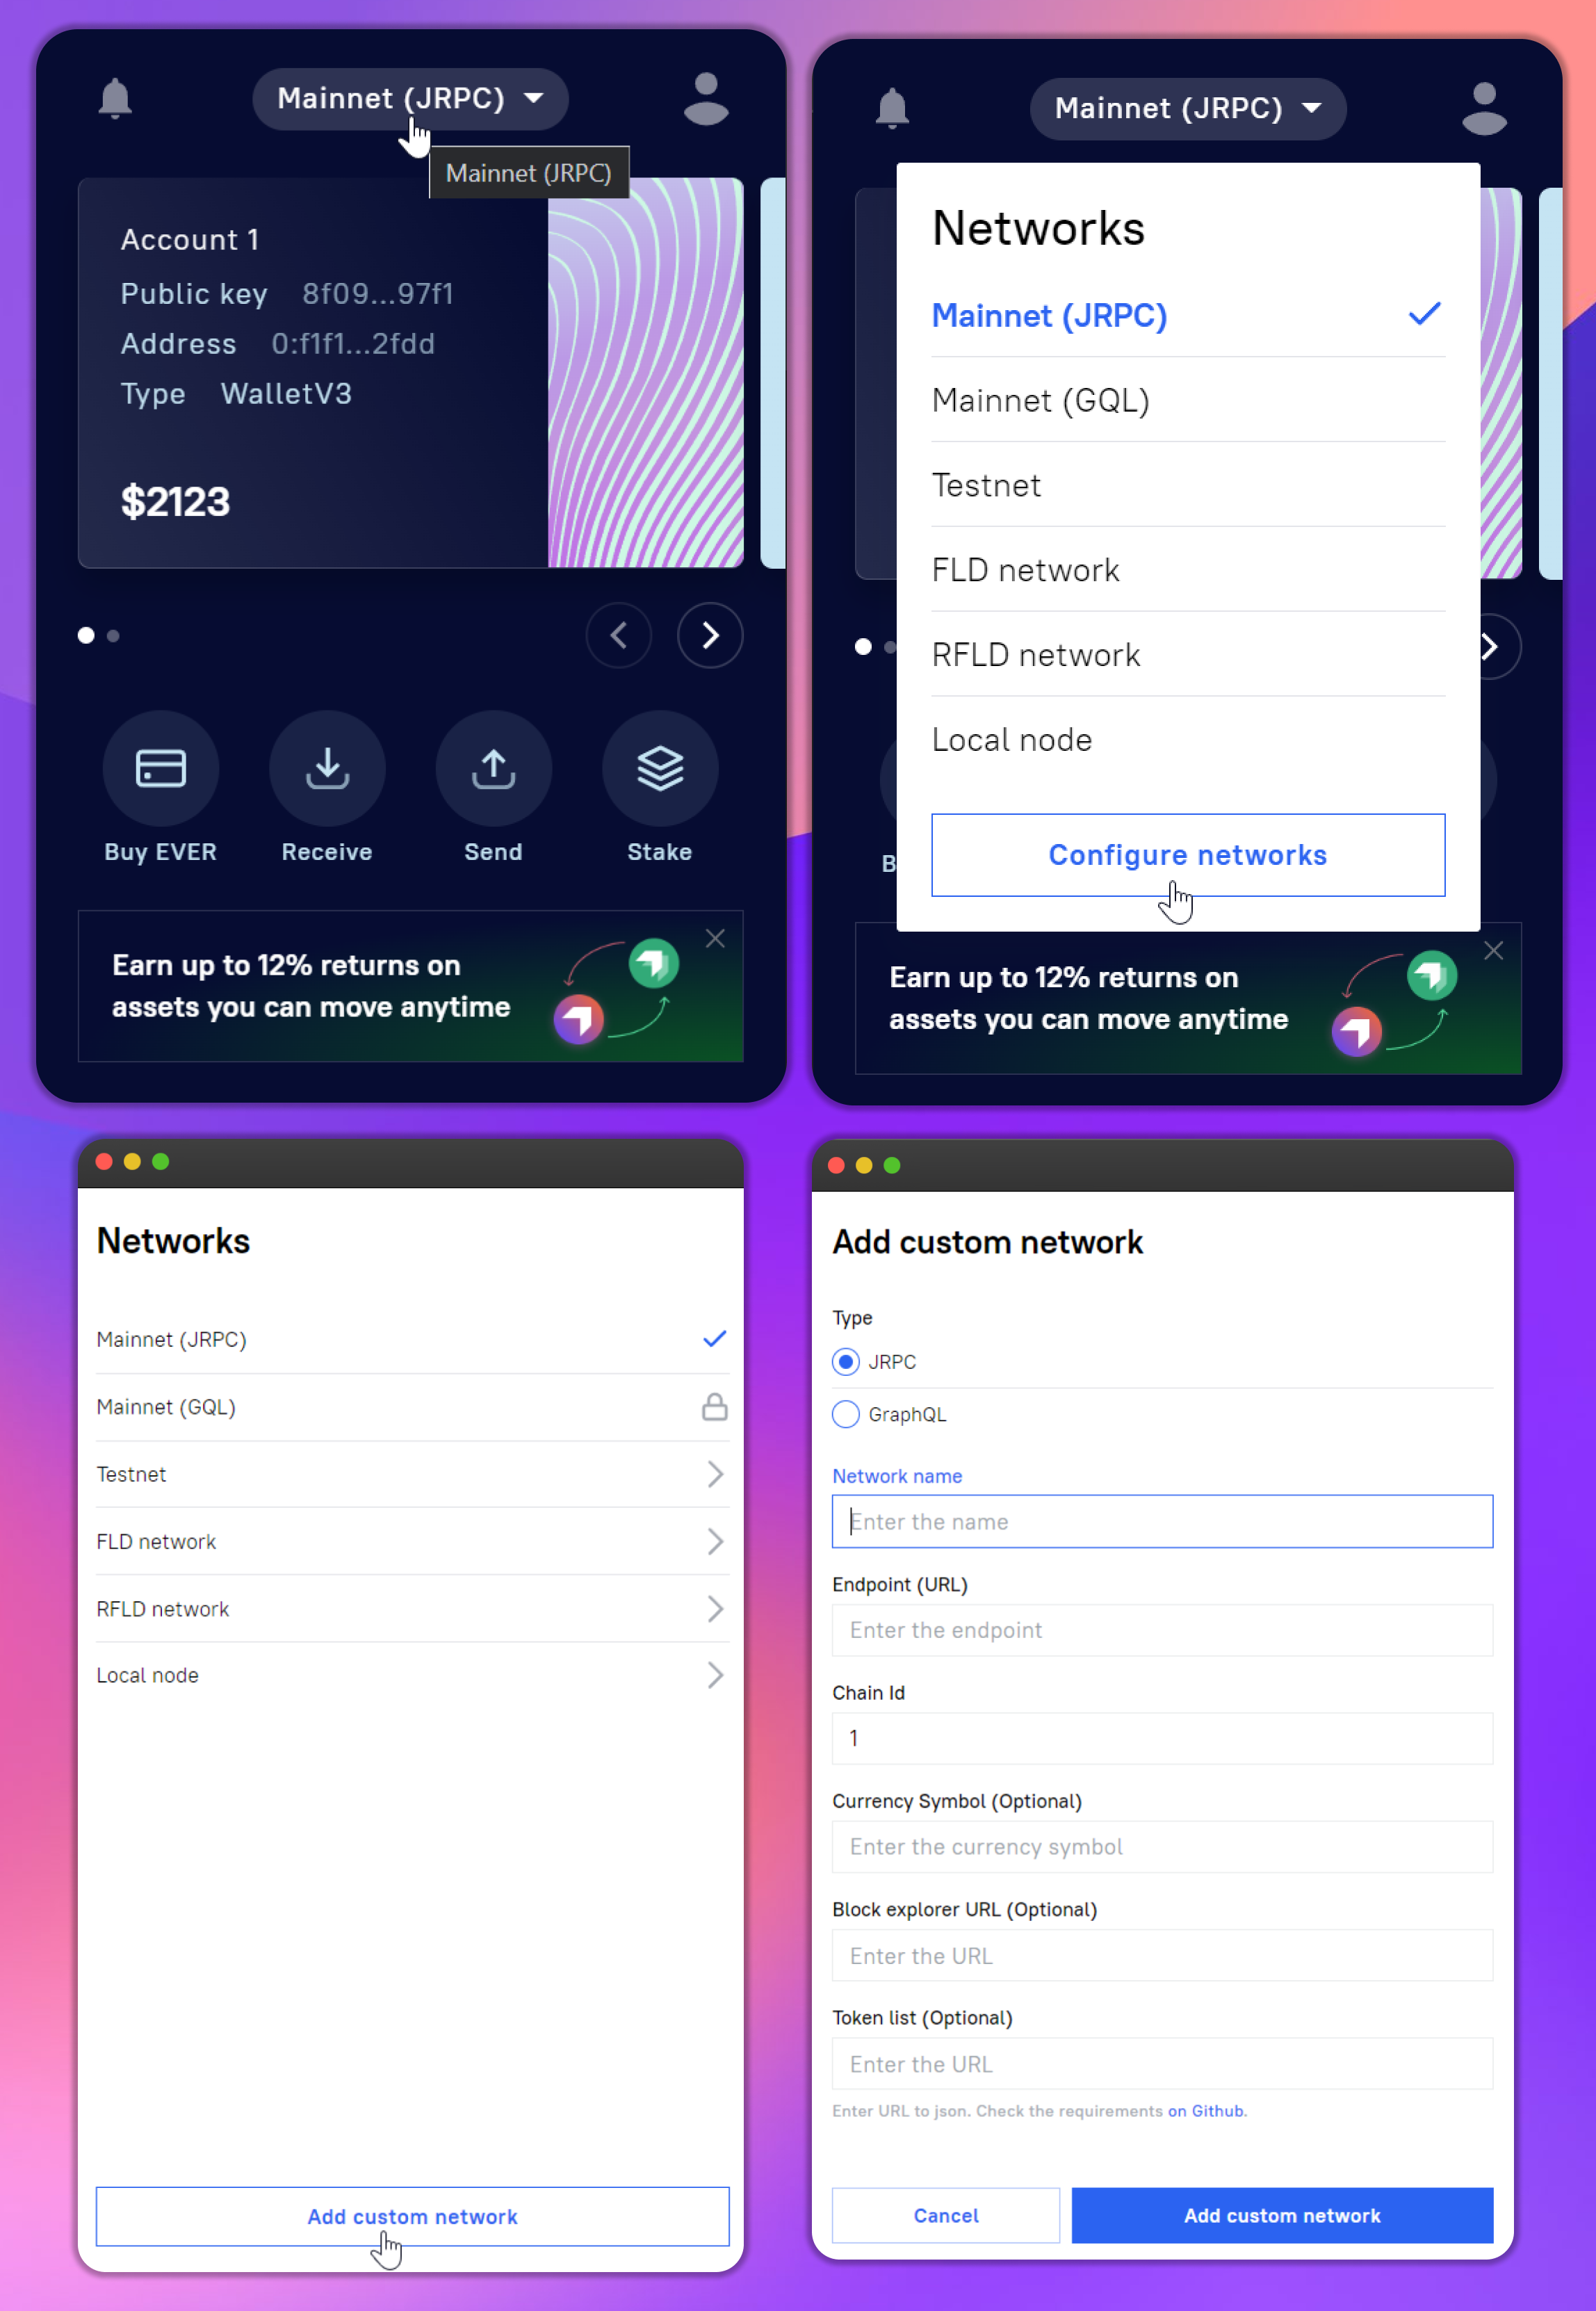 Mainnet (JRPC)
Mainnet (JRPC)
Account 1
Public key 8f09...97f1
Address 0:f1f1...2fdd
Type WalletV3
$2123
Buy EVER
Receive
Send
Stake
Earn up to 12% returns on
assets you can move anytime
Mainnet (JRPC)
Networks
Mainnet (JRPC)
Mainnet (GQL)
Testnet
FLD network
RFLD network
Local node
Configure networks
B
Earn up to 12% returns on
assets you can move anytime
Networks
Mainnet (JRPC)
Mainnet (GQL)
Testnet
FLD network
RFLD network
Local node
Add custom network
Add custom network
Type
JRPC
GraphQL
Network name
Enter the name
Endpoint (URL)
Enter the endpoint
Chain Id
1
Currency Symbol (Optional)
Enter the currency symbol
Block explorer URL (Optional)
Enter the URL
Token list (Optional)
Enter the URL
Enter URL to json. Check the requirements on Github.
Cancel
Add custom network